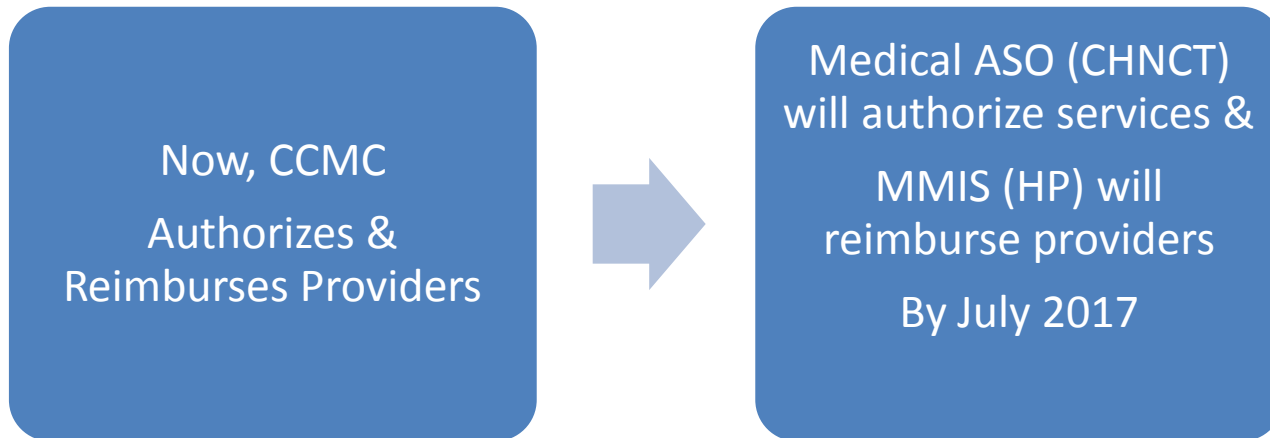 Now, CCMC
Authorizes &
Reimburses Providers
Medical ASO (CHNCT)
will authorize services &
MMIS (HP) will
reimburse providers
By July 2017